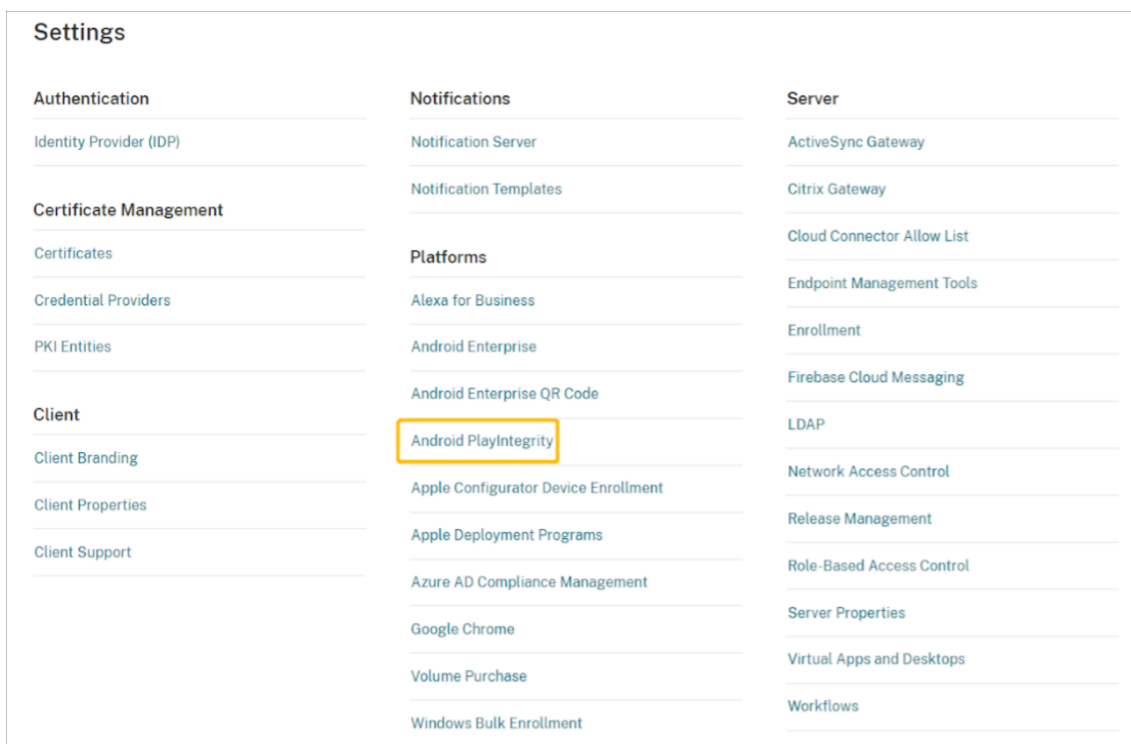 Settings
Authentication
Identity Provider (IDP)
Certificate Management
Certificates
Credential Providers
PKI Entities
Client
Client Branding
Client Properties
Client Support
Notifications
Notification Server
Notification Templates
Platforms
Alexa for Business
Android Enterprise
Android Enterprise QR Code
Android PlayIntegrity
Apple Configurator Device Enrollment
Apple Deployment Programs
Azure AD Compliance Management
Google Chrome
Volume Purchase
Windows Bulk Enrollment
Server
ActiveSync Gateway
Citrix Gateway
Cloud Connector Allow List
Endpoint Management Tools
Enrollment
Firebase Cloud Messaging
LDAP
Network Access Control
Release Management
Role-Based Access Control
Server Properties
Virtual Apps and Desktops
Workflows